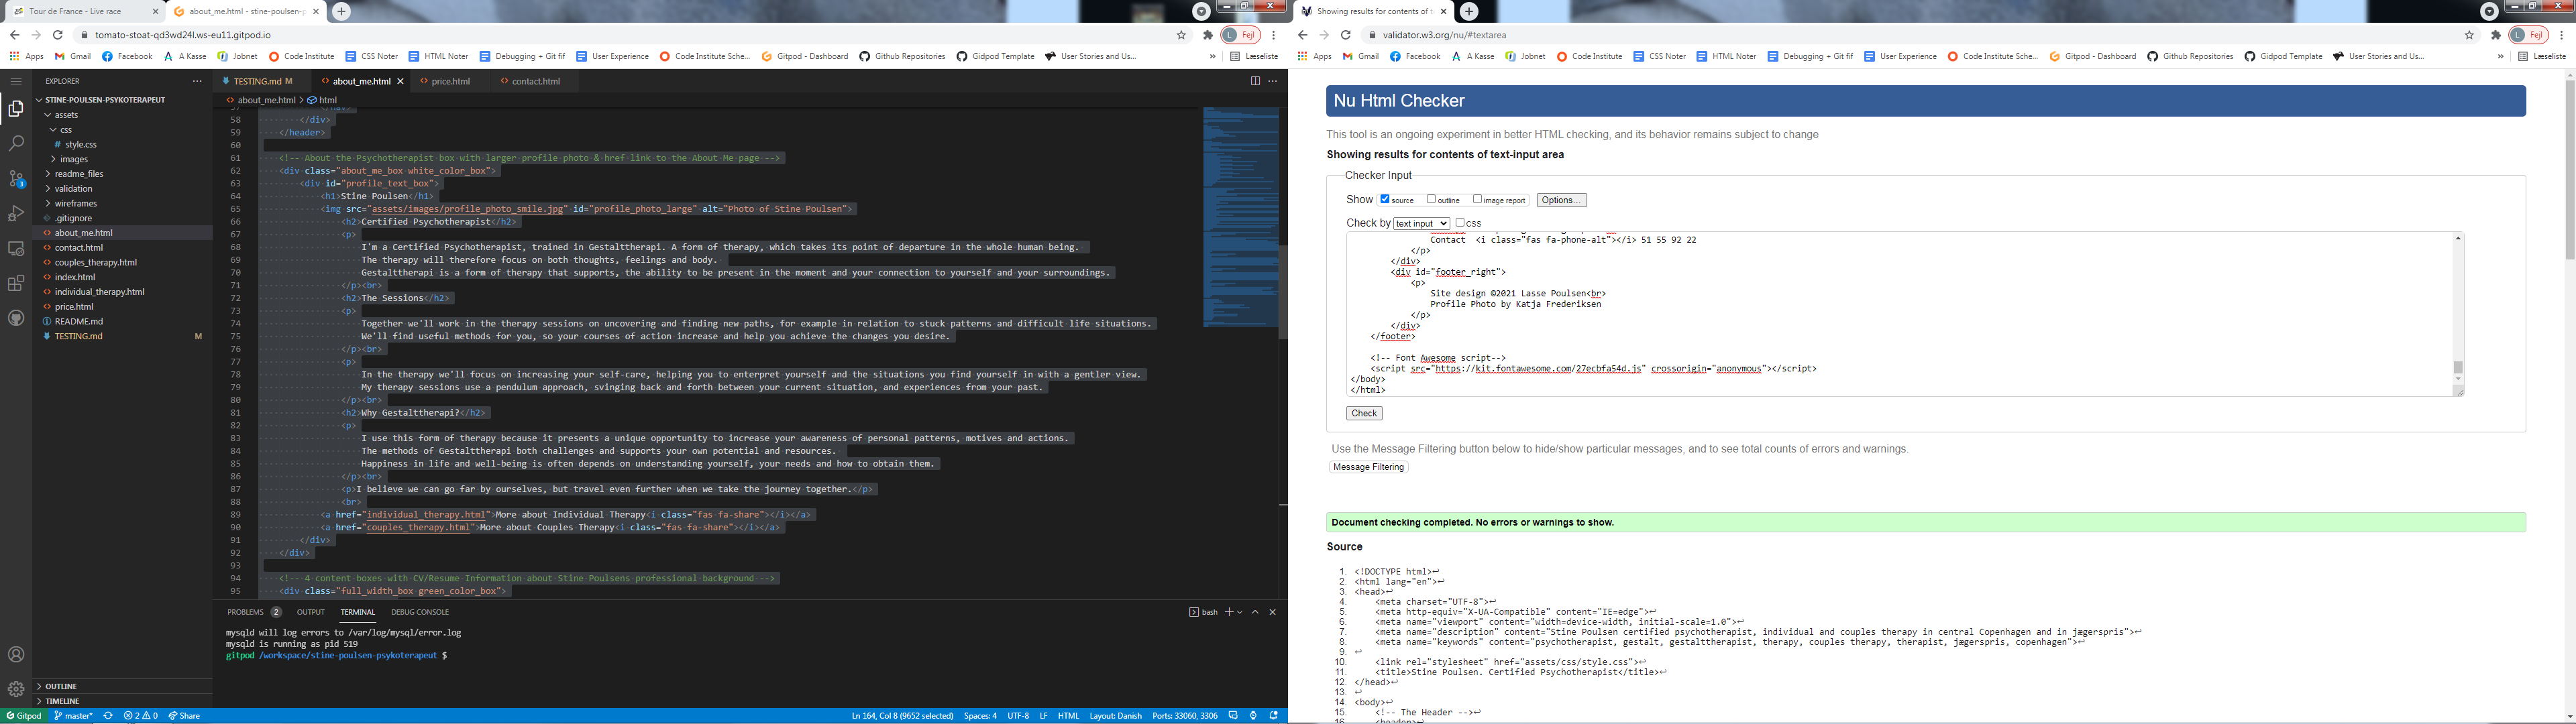 Tour de France - Live race
about_me.html - stine-poulsen-p
tomato-stoat-qd3wd24l.ws-eu11.gitpod.io
Fejl
Apps
Gmail
Facebook
A Kasse
Jobnet
Code Institute
CSS Noter
HTML Noter
Debugging + Git fif
User Experience
Code Institute Sche...
Gitpod - Dashboard
Github Repositories
Gidpod Template
User Stories and Us...
Læseliste
EXPLORER
STINE-POULSEN-PSYKOTERAPEUT
assets
css
style.css
images
readme_files
validation
wireframes
.gitignore
about_me.html
contact.html
couples_therapy.html
index.html
individual_therapy.html
price.html
README.md
TESTING.md M
OUTLINE
TIMELINE
TESTING.md M
about_me.html
price.html
contact.html
about_me.html > html
58 </div>
59 </header>
60
61 <!-- About the Psychotherapist box with larger profile photo & href link to the About Me page -->
62 <div class="about_me_box white_color_box">
63 <div id="profile_text_box">
64 <h1>Stine Poulsen</h1>
65 <img src="assets/images/profile_photo_smile.jpg" id="profile_photo_large" alt="Photo of Stine Poulsen">
66 <h2>Certified Psychotherapist</h2>
67 <p>
68 I'm a Certified Psychotherapist, trained in Gestalttherapi. A form of therapy, which takes its point of departure in the whole human being.
69 The therapy will therefore focus on both thoughts, feelings and body.
70 Gestalttherapi is a form of therapy that supports, the ability to be present in the moment and your connection to yourself and your surroundings.
71 </p><br>
72 <h2>The Sessions</h2>
73 <p>
74 Together we'll work in the therapy sessions on uncovering and finding new paths, for example in relation to stuck patterns and difficult life situations.
75 We'll find useful methods for you, so your courses of action increase and help you achieve the changes you desire.
76 </p><br>
77 <p>
78 In the therapy we'll focus on increasing your self-care, helping you to enterpret yourself and the situations you find yourself in with a gentler view.
79 My therapy sessions use a pendulum approach, svinging back and forth between your current situation, and experiences from your past.
80 </p><br>
81 <h2>Why Gestalttherapi?</h2>
82 <p>
83 I use this form of therapy because it presents a unique opportunity to increase your awareness of personal patterns, motives and actions.
84 The methods of Gestalttherapi both challenges and supports your own potential and resources.
85 Happiness in life and well-being is often depends on understanding yourself, your needs and how to obtain them.
86 </p><br>
87 <p>I believe we can go far by ourselves, but travel even further when we take the journey together.</p>
88 <br>
89 <a href="individual_therapy.html">More about Individual Therapy<i class="fas fa-share"></i></a>
90 <a href="couples_therapy.html">More about Couples Therapy<i class="fas fa-share"></i></a>
91 </div>
92 </div>
93
94 <!-- 4 content boxes with CV/Resume Information about Stine Poulsens professional background -->
95 <div class="full_width_box green_color_box">
PROBLEMS 2 OUTPUT TERMINAL DEBUG CONSOLE
bash
mysqld will log errors to /var/log/mysql/error.log
mysqld is running as pid 519
gitpod /workspace/stine-poulsen-psykoterapeut $
Gitpod master* 2 0 Share
Ln 164, Col 8 (9652 selected) Spaces: 4 UTF-8 LF HTML Layout: Danish Ports: 33060, 3306
Showing results for contents of t
validator.w3.org/nu/#textarea
Fejl
Apps
Gmail
Facebook
A Kasse
Jobnet
Code Institute
CSS Noter
HTML Noter
Debugging + Git fif
User Experience
Code Institute Sche...
Gitpod - Dashboard
Github Repositories
Gidpod Template
User Stories and Us...
Læseliste
Nu Html Checker
This tool is an ongoing experiment in better HTML checking, and its behavior remains subject to change
Showing results for contents of text-input area
Checker Input
Show source outline image report Options...
Check by text input css
Contact <i class="fas fa-phone-alt"></i> 51 55 92 22
</p>
</div>
<div id="footer_right">
<p>
Site design ©2021 Lasse Poulsen<br>
Profile Photo by Katja Frederiksen
</p>
</div>
</footer>
<!-- Font Awesome script-->
<script src="https://kit.fontawesome.com/27ecbfa54d.js" crossorigin="anonymous"></script>
</body>
</html>
Check
Use the Message Filtering button below to hide/show particular messages, and to see total counts of errors and warnings.
Message Filtering
Document checking completed. No errors or warnings to show.
Source
1. <!DOCTYPE html>↩
2. <html lang="en">↩
3. <head>↩
4. <meta charset="UTF-8">↩
5. <meta http-equiv="X-UA-Compatible" content="IE=edge">↩
6. <meta name="viewport" content="width=device-width, initial-scale=1.0">↩
7. <meta name="description" content="Stine Poulsen certified psychotherapist, individual and couples therapy in central Copenhagen and in jægerspris">↩
8. <meta name="keywords" content="psychotherapist, gestalt, gestalttherapist, therapy, couples therapy, therapist, jægerspris, copenhagen">↩
9. ↩
10. <link rel="stylesheet" href="assets/css/style.css">↩
11. <title>Stine Poulsen. Certified Psychotherapist</title>↩
12. </head>↩
13. ↩
14. <body>↩
15. <!-- The Header -->↩
16. <header>↩